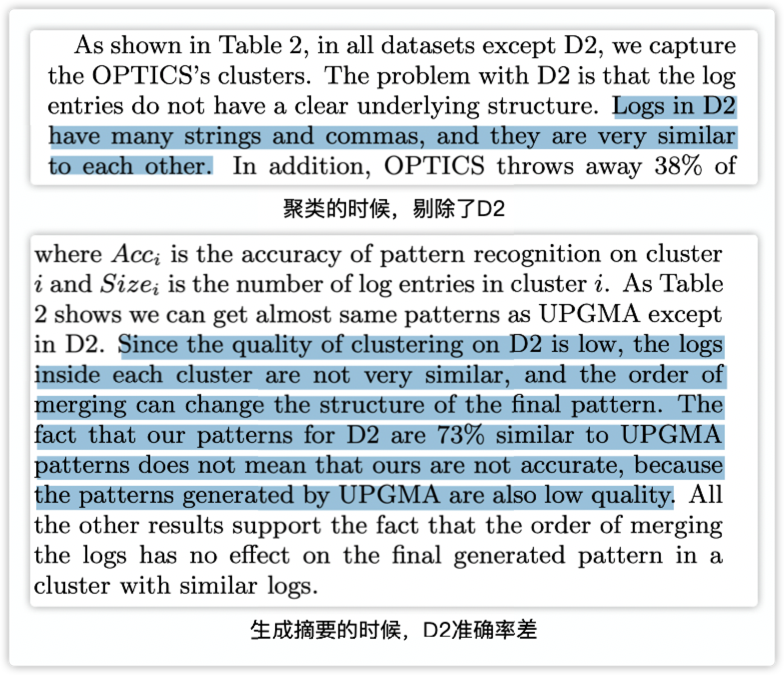 As shown in Table 2, in all datasets except D2, we capture
the OPTICS's clusters. The problem with D2 is that the log
entries do not have a clear underlying structure. Logs in D2
have many strings and commas, and they are very similar
to each other. In addition, OPTICS throws away 38% of
聚类的时候，剔除了D2
where Acc_i is the accuracy of pattern recognition on cluster
i and Size_i is the number of log entries in cluster i. As Table
2 shows we can get almost same patterns as UPGMA except
in D2. Since the quality of clustering on D2 is low, the logs
inside each cluster are not very similar, and the order of
merging can change the structure of the final pattern. The
fact that our patterns for D2 are 73% similar to UPGMA
patterns does not mean that ours are not accurate, because
the patterns generated by UPGMA are also low quality. All
the other results support the fact that the order of merging
the logs has no effect on the final generated pattern in a
cluster with similar logs.
生成摘要的时候，D2准确率差